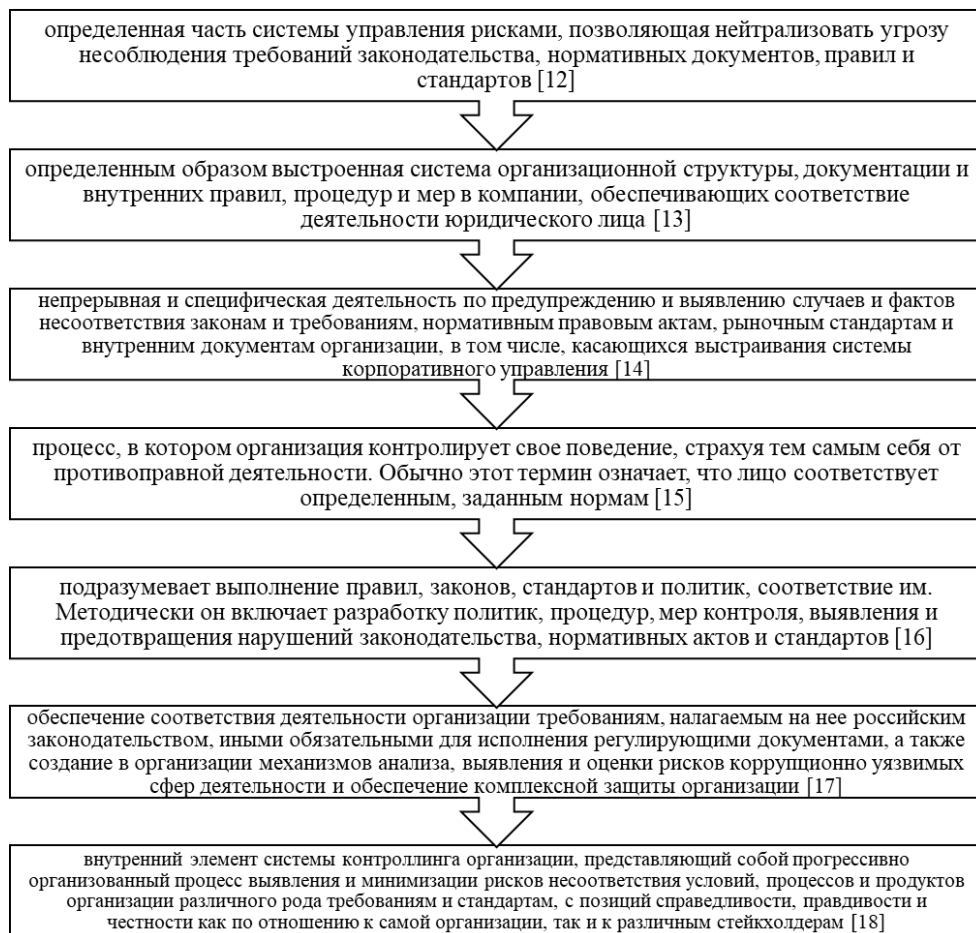 определенная часть системы управления рисками, позволяющая нейтрализовать угрозу
несоблюдения требований законодательства, нормативных документов, правил и
стандартов [12]
определенным образом выстроенная система организационной структуры, документации и
внутренних правил, процедур и мер в компании, обеспечивающих соответствие
деятельности юридического лица [13]
непрерывная и специфическая деятельность по предупреждению и выявлению случаев и фактов
несоответствия законам и требованиям, нормативным правовым актам, рыночным стандартам и
внутренним документам организации, в том числе, касающихся выстраивания системы
корпоративного управления [14]
процесс, в котором организация контролирует свое поведение, страхуя тем самым себя от
противоправной деятельности. Обычно этот термин означает, что лицо соответствует
определенным, заданным нормам [15]
подразумевает выполнение правил, законов, стандартов и политик, соответствие им.
Методически он включает разработку политик, процедур, мер контроля, выявления и
предотвращения нарушений законодательства, нормативных актов и стандартов [16]
обеспечение соответствия деятельности организации требованиям, налагаемым на нее российским
законодательством, иными обязательными для исполнения регулирующими документами, а также
создание в организации механизмов анализа, выявления и оценки рисков коррупционно уязвимых
сфер деятельности и обеспечение комплексной защиты организации [17]
внутренний элемент системы контроллинга организации, представляющий собой прогрессивно
организованный процесс выявления и минимизации рисков несоответствия условий, процессов и продуктов
организации различного рода требованиям и стандартам, с позиций справедливости, правдивости и
честности как по отношению к самой организации, так и к различным стейкхолдерам [18]